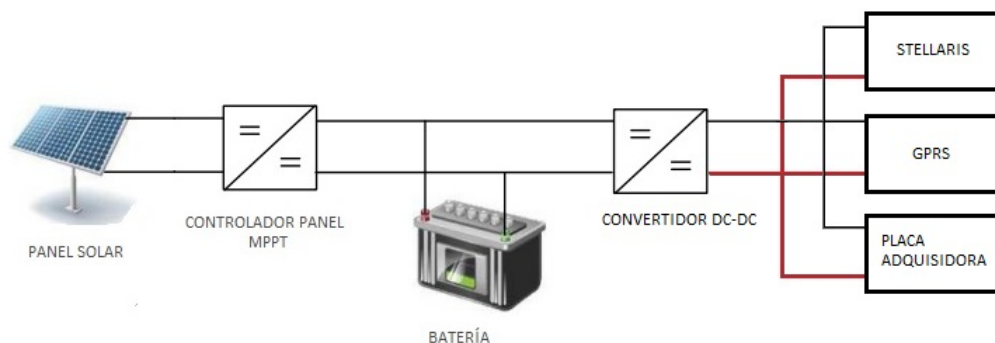 STELLARIS
GPRS
PLACA
ADQUISIDORA
PANEL SOLAR
CONTROLADOR PANEL
MPPT
BATERÍA
CONVERTIDOR DC-DC